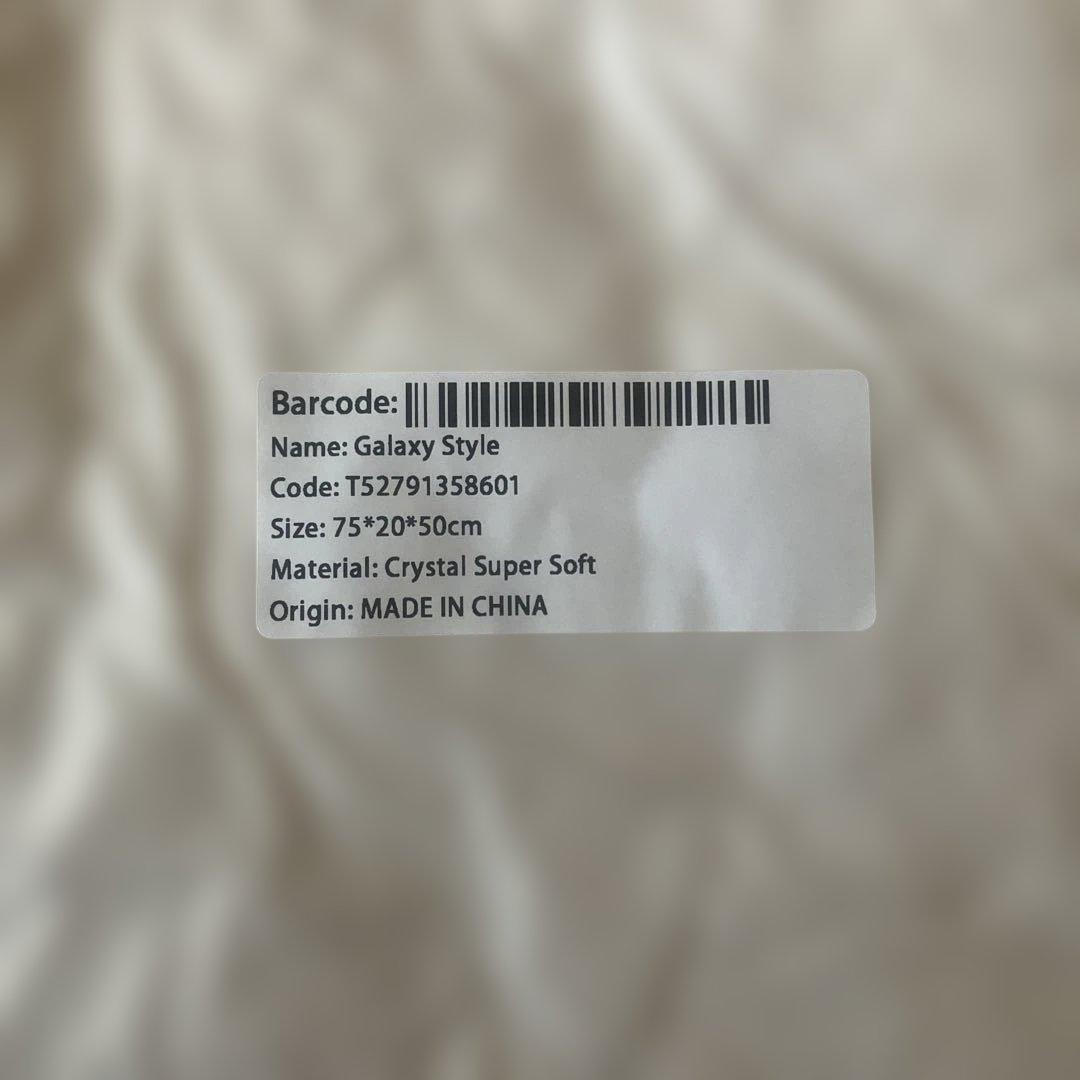 Barcode:
Name: Galaxy Style
Code: T52791358601
Size: 75*20*50cm
Material: Crystal Super Soft
Origin: MADE IN CHINA